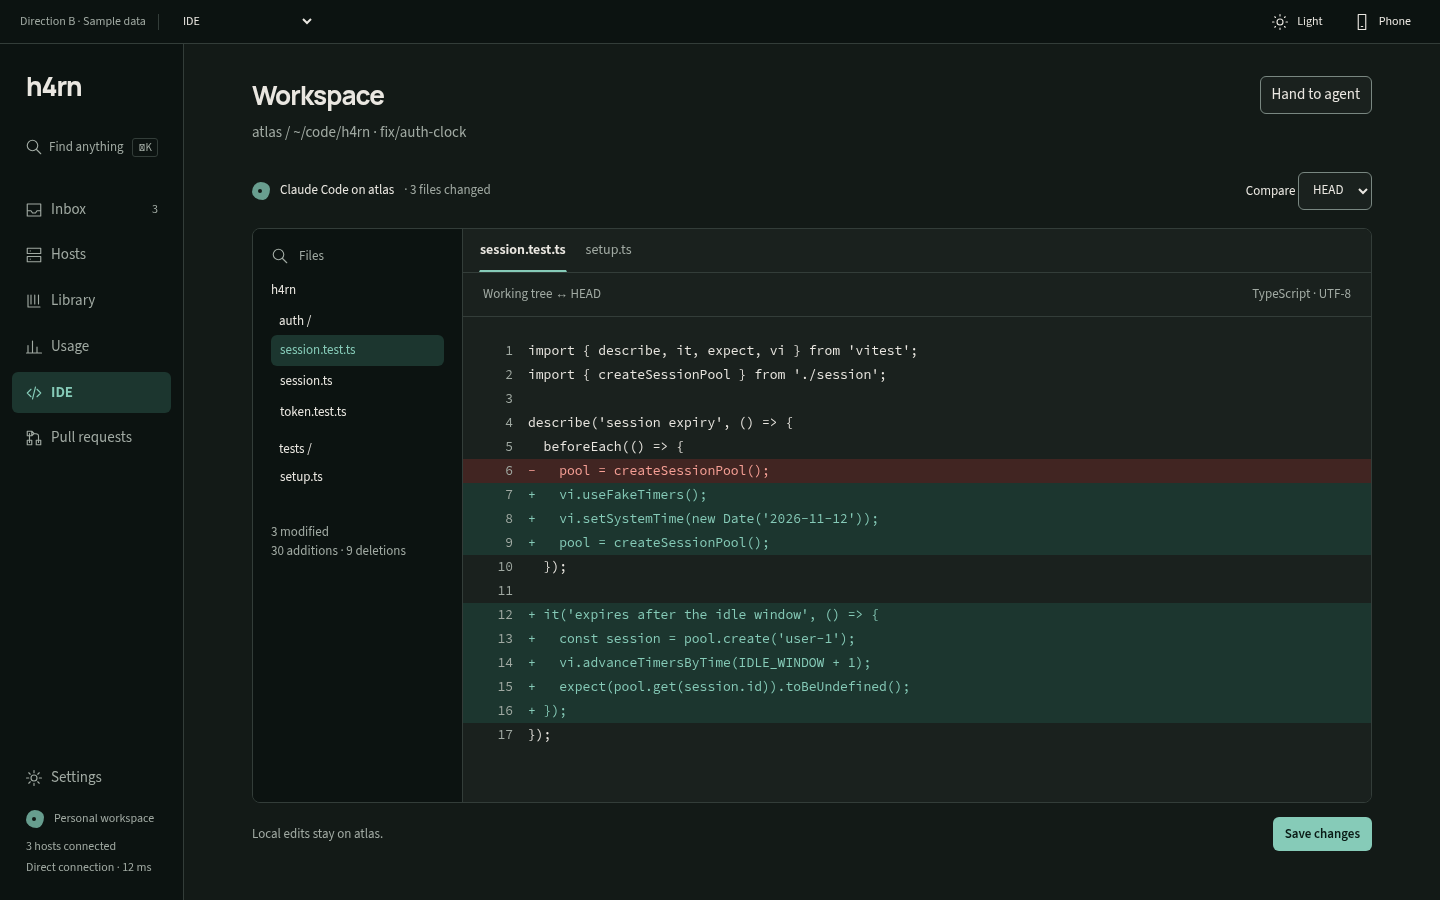 Direction B · Sample data
IDE
Light
Phone
h4rn
Find anything
K
Inbox
3
Hosts
Library
Usage
IDE
Pull requests
Settings
Personal workspace
3 hosts connected
Direct connection · 12 ms
Workspace
Hand to agent
atlas / ~/code/h4rn · fix/auth-clock
Claude Code on atlas · 3 files changed
Compare HEAD
Files
h4rn
auth /
session.test.ts
session.ts
token.test.ts
tests /
setup.ts
3 modified
30 additions · 9 deletions
session.test.ts setup.ts
Working tree ↔ HEAD
TypeScript · UTF-8
1 import { describe, it, expect, vi } from 'vitest';
2 import { createSessionPool } from './session';
3
4 describe('session expiry', () => {
5   beforeEach(() => {
6 −   pool = createSessionPool();
7 +   vi.useFakeTimers();
8 +   vi.setSystemTime(new Date('2026-11-12'));
9 +   pool = createSessionPool();
10   });
11
12 + it('expires after the idle window', () => {
13 +   const session = pool.create('user-1');
14 +   vi.advanceTimersByTime(IDLE_WINDOW + 1);
15 +   expect(pool.get(session.id)).toBeUndefined();
16 + });
17 });
Local edits stay on atlas.
Save changes